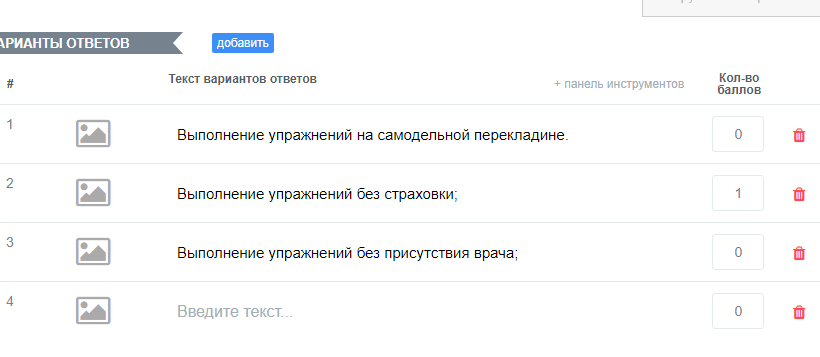 АРИАНТЫ ОТВЕТОВ
добавить
# Текст вариантов ответов + панель инструментов Кол-во
баллов
1 Выполнение упражнений на самодельной перекладине. 0
2 Выполнение упражнений без страховки; 1
3 Выполнение упражнений без присутствия врача; 0
4 Введите текст... 0